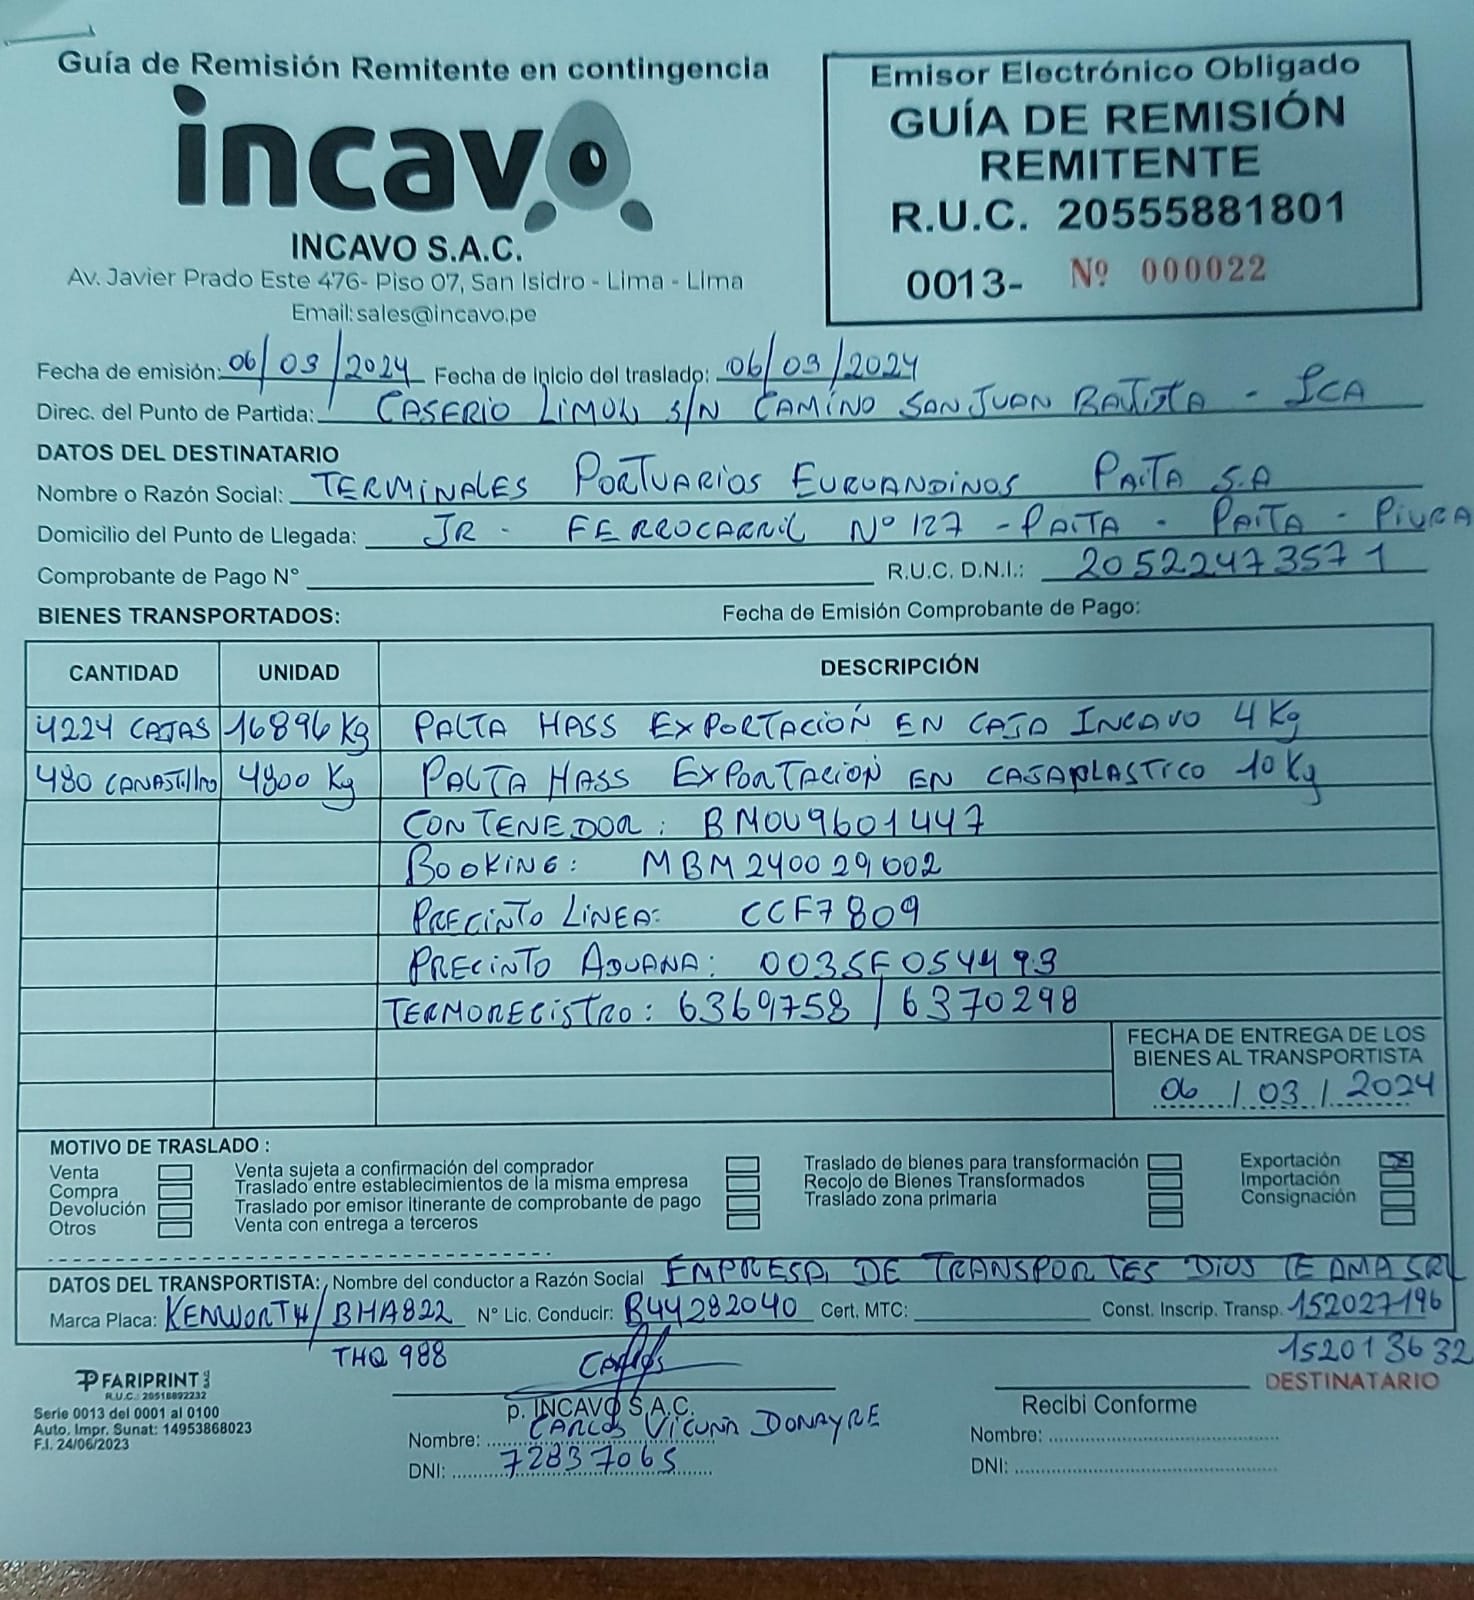 Guía de Remisión Remitente en contingencia
incavo
INCAVO S.A.C.
Av. Javier Prado Este 476- Piso 07, San Isidro - Lima - Lima
Email: sales@incavo.pe
Emisor Electrónico Obligado
GUÍA DE REMISIÓN
REMITENTE
R.U.C. 20555881801
0013- Nº 000022
Fecha de emisión: 06/03/2024 Fecha de Inicio del traslado: 06/03/2024
Direc. del Punto de Partida: CASERIO LIMON S/N CAMINO SAN JUAN BATISTA - ICA
DATOS DEL DESTINATARIO
Nombre o Razón Social: TERMINALES PORTUARIOS EUROANDINOS PAITA S.A
Domicilio del Punto de Llegada: JR - FERROCARRIL Nº 127 - PAITA - PAITA - PIURA
Comprobante de Pago N° R.U.C. D.N.I.: 20522473571
BIENES TRANSPORTADOS: Fecha de Emisión Comprobante de Pago:
CANTIDAD UNIDAD DESCRIPCIÓN
4224 CAJAS 16896 Kg PALTA HASS EXPORTACIÓN EN CAJA INCAVO 4 Kg
480 CANASTILLAS 4800 Kg PALTA HASS EXPORTACIÓN EN CAJAPLASTICO 10 Kg
CONTENEDOR: BMOU9601447
BOOKING: MBM240029002
PRECINTO LINEA: CCF7809
PRECINTO ADUANA: 003SF054493
TERMOREGISTRO: 6369758 / 6370298
FECHA DE ENTREGA DE LOS
BIENES AL TRANSPORTISTA
06 / 03 / 2024
MOTIVO DE TRASLADO :
Venta Venta sujeta a confirmación del comprador Traslado de bienes para transformación Exportación X
Compra Traslado entre establecimientos de la misma empresa Recojo de Bienes Transformados Importación
Devolución Traslado por emisor itinerante de comprobante de pago Traslado zona primaria Consignación
Otros Venta con entrega a terceros
DATOS DEL TRANSPORTISTA: Nombre del conductor a Razón Social EMPRESA DE TRANSPORTES DIOS TE AMA SRL
Marca Placa: KENWORTH/BHA822 N° Lic. Conducir: B44282040 Cert. MTC: Const. Inscrip. Transp. 152027196
THQ 988 152013632
DESTINATARIO
FARIPRINT
R.U.C.: 20518892232
Serie 0013 del 0001 al 0100
Auto. Impr. Sunat: 14953868023
F.I. 24/06/2023
Carlos
p. INCAVO S.A.C.
Nombre: CARLOS VICUÑA DONAYRE
DNI: 72837065
Recibi Conforme
Nombre:
DNI: